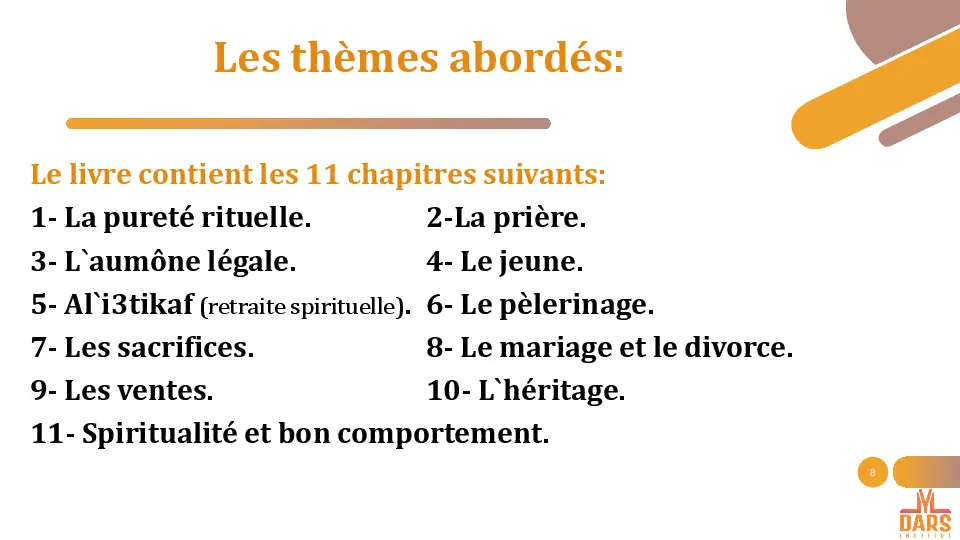 Les thèmes abordés:
Le livre contient les 11 chapitres suivants:
1- La pureté rituelle. 2-La prière.
3- L`aumône légale. 4- Le jeune.
5- Al`i3tikaf (retraite spirituelle). 6- Le pèlerinage.
7- Les sacrifices. 8- Le mariage et le divorce.
9- Les ventes. 10- L`héritage.
11- Spiritualité et bon comportement.
8
DARS
INSTITUT